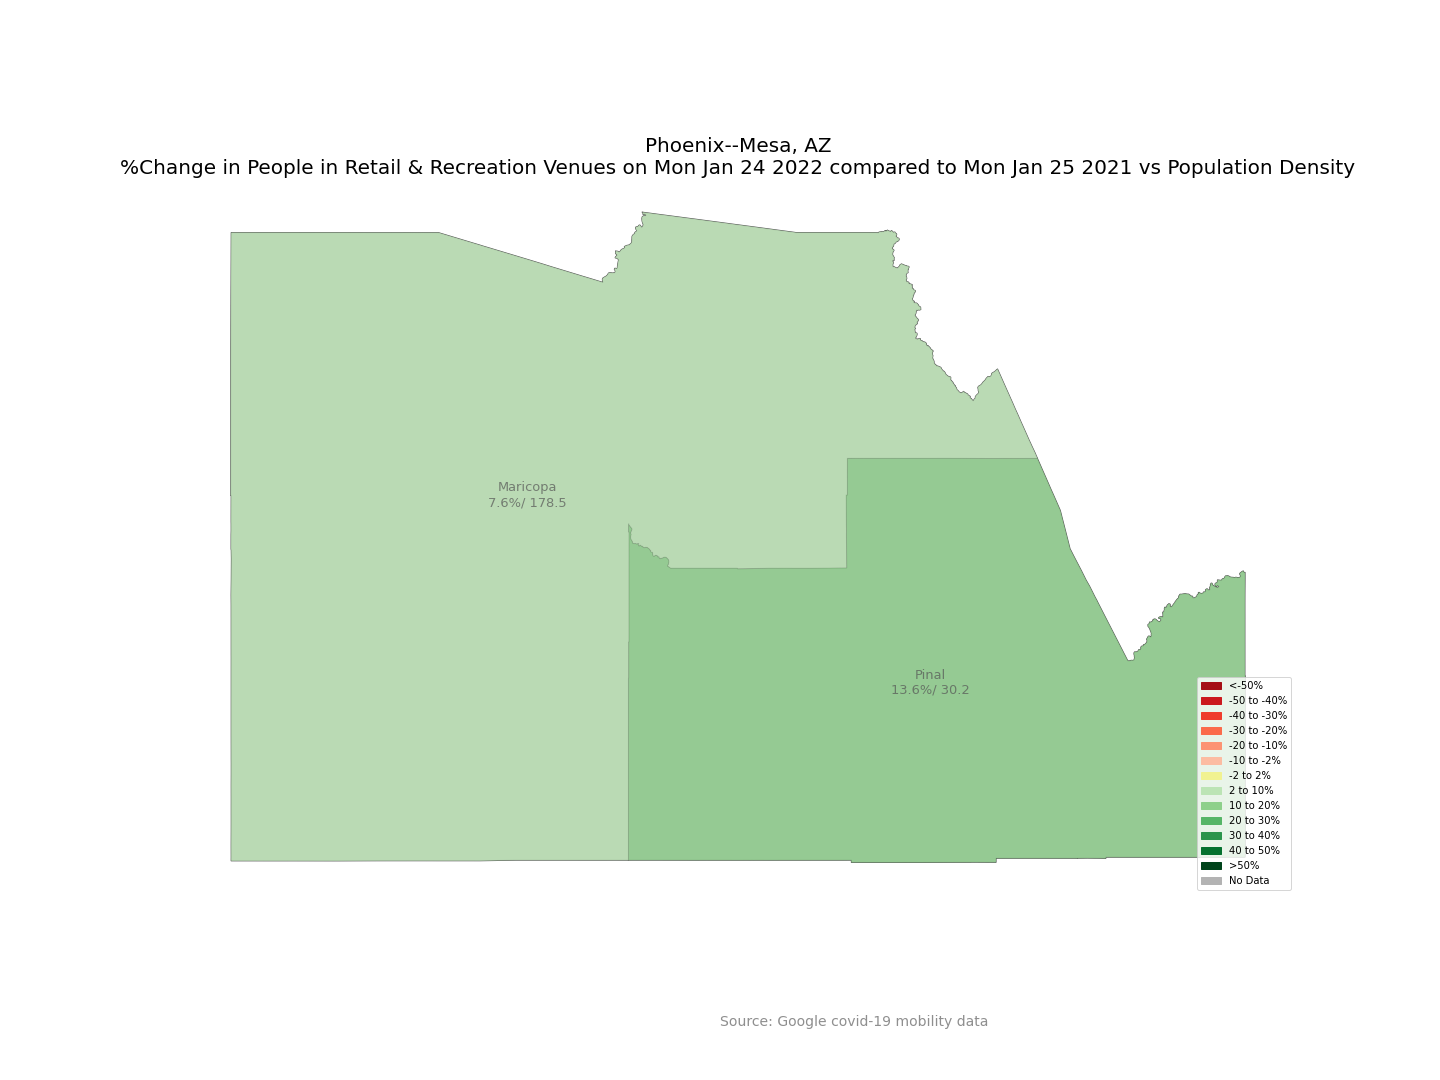 Phoenix--Mesa, AZ
%Change in People in Retail & Recreation Venues on Mon Jan 24 2022 compared to Mon Jan 25 2021 vs Population Density
Maricopa
7.6%/ 178.5
Pinal
13.6%/ 30.2
<-50%
-50 to -40%
-40 to -30%
-30 to -20%
-20 to -10%
-10 to -2%
-2 to 2%
2 to 10%
10 to 20%
20 to 30%
30 to 40%
40 to 50%
>50%
No Data
Source: Google covid-19 mobility data